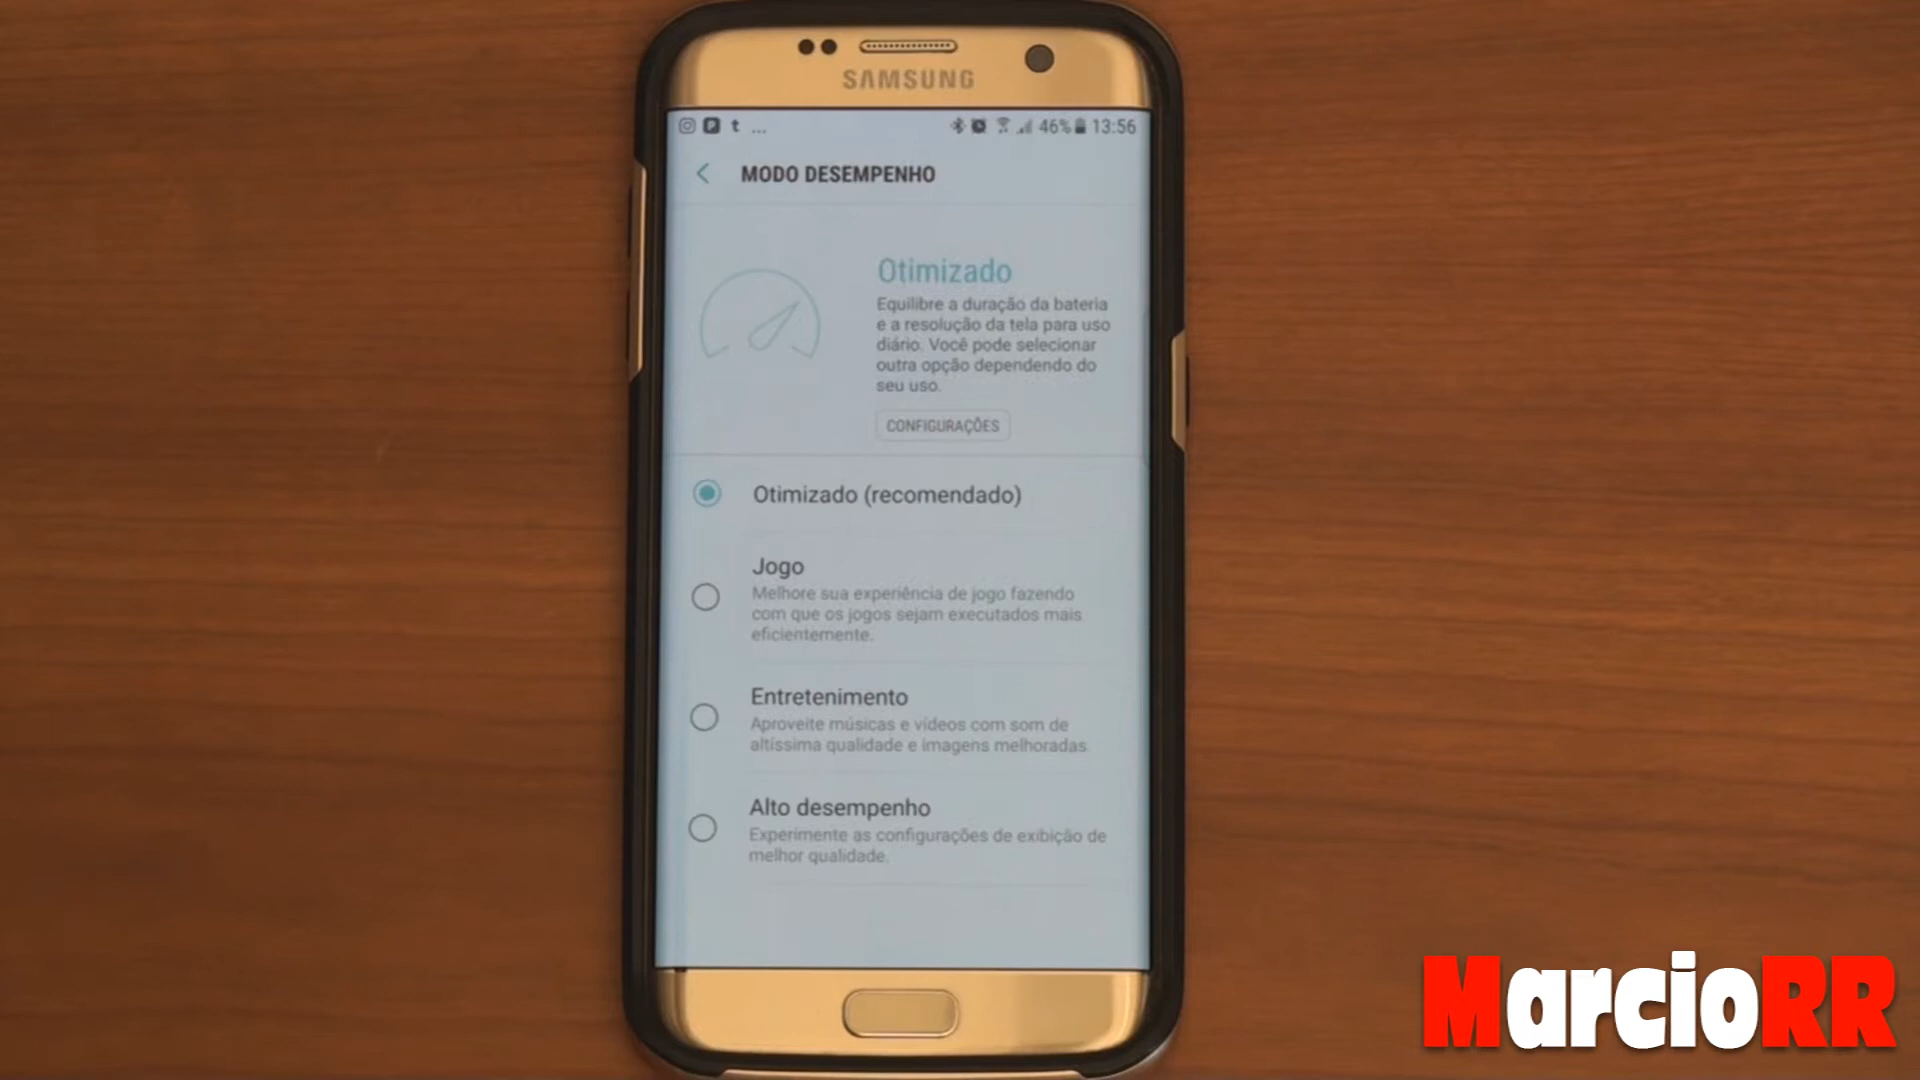 SAMSUNG
t ... 46% 13:56
MODO DESEMPENHO
Otimizado
Equilibre a duração da bateria
e a resolução da tela para uso
diário. Você pode selecionar
outra opção dependendo do
seu uso.
CONFIGURAÇÕES
Otimizado (recomendado)
Jogo
Melhore sua experiência de jogo fazendo
com que os jogos sejam executados mais
eficientemente.
Entretenimento
Aproveite músicas e vídeos com som de
altíssima qualidade e imagens melhoradas.
Alto desempenho
Experimente as configurações de exibição de
melhor qualidade.
MarcioRR